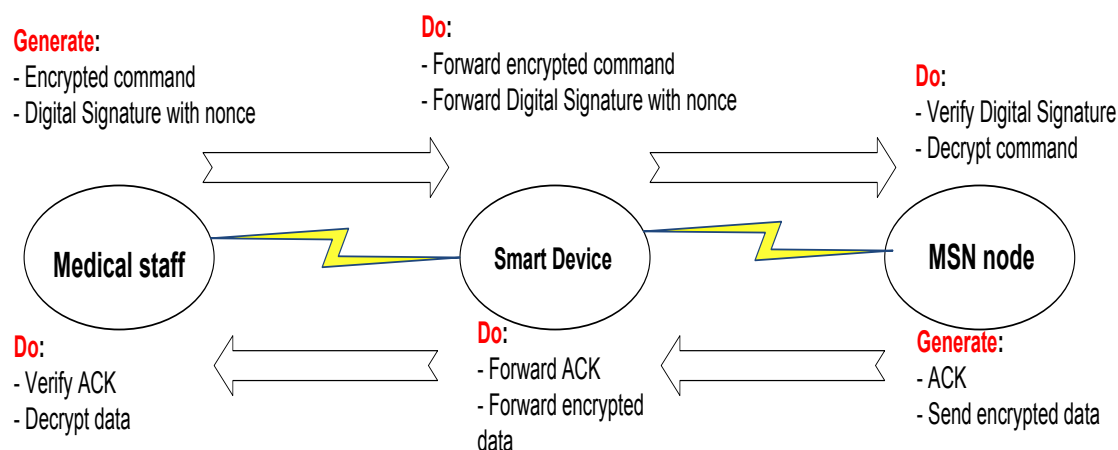 Generate:
- Encrypted command
- Digital Signature with nonce
Do:
- Forward encrypted command
- Forward Digital Signature with nonce
Do:
- Verify Digital Signature
- Decrypt command
Medical staff
Smart Device
MSN node
Do:
- Verify ACK
- Decrypt data
Do:
- Forward ACK
- Forward encrypted
data
Generate:
- ACK
- Send encrypted data